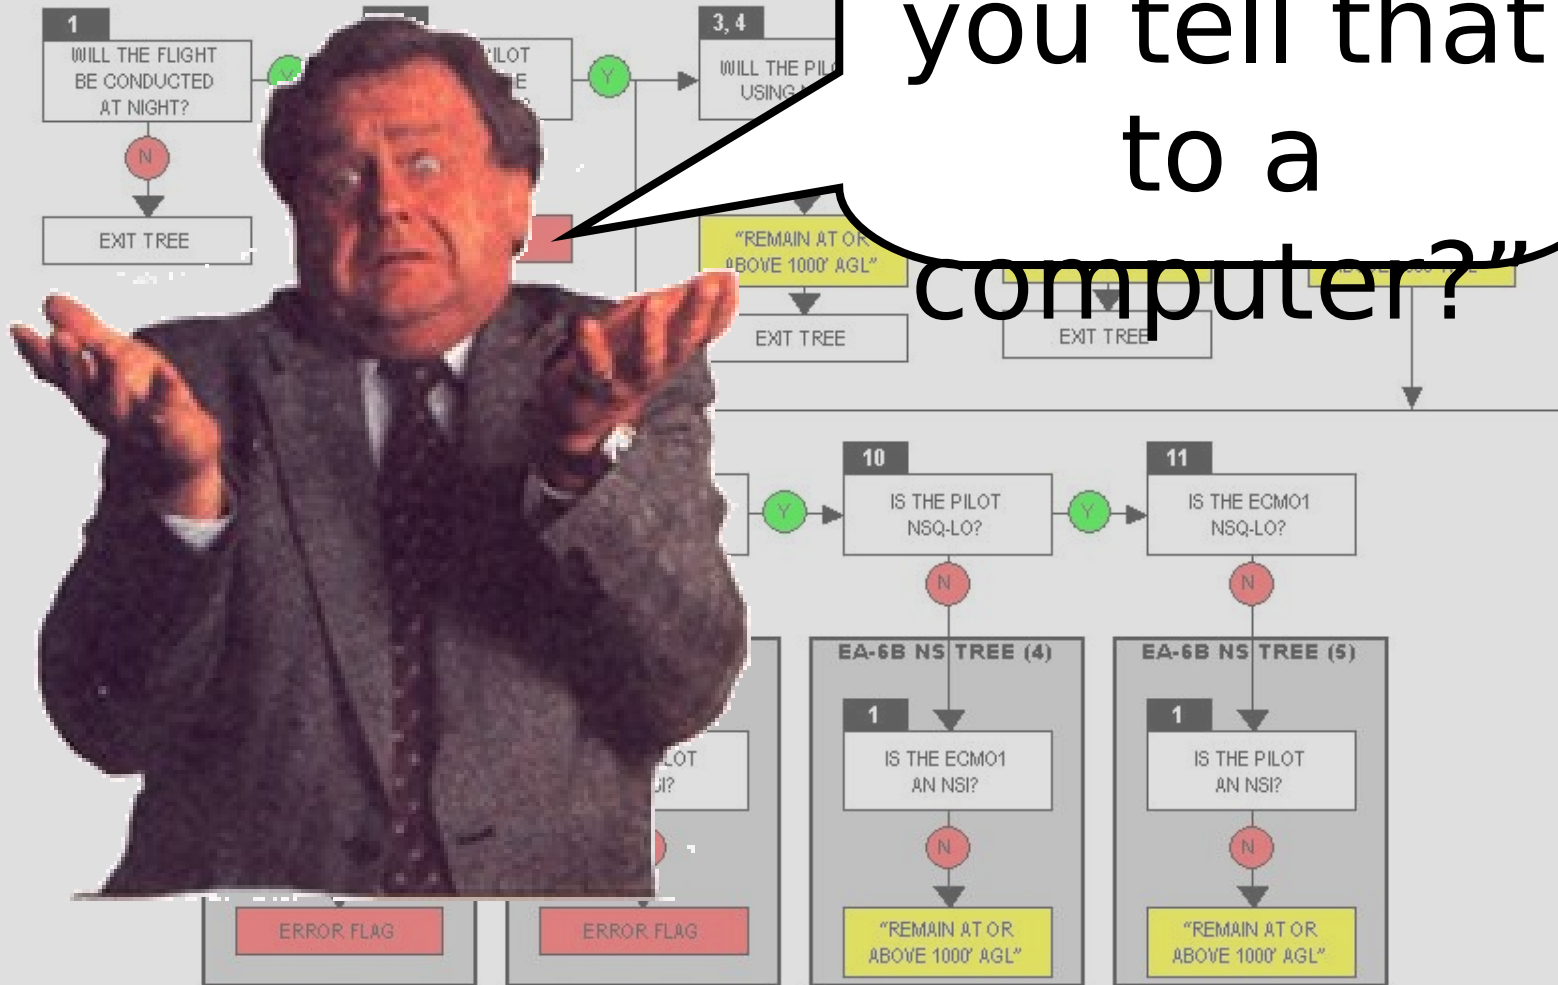 you tell that
to a
computer?”
1
WILL THE FLIGHT
BE CONDUCTED
AT NIGHT?
Y
N
EXIT TREE
Y
3, 4
WILL THE
USING
“REMAIN AT OR
ABOVE 1000' AGL”
EXIT TREE
EXIT TREE
Y
10
IS THE PILOT
NSQ-LO?
Y
11
IS THE ECMO1
NSQ-LO?
N
N
EA-6B NS TREE (4)
EA-6B NS TREE (5)
1
IS THE ECMO1
AN NSI?
1
IS THE PILOT
AN NSI?
N
N
ERROR FLAG
ERROR FLAG
“REMAIN AT OR
ABOVE 1000' AGL”
“REMAIN AT OR
ABOVE 1000' AGL”